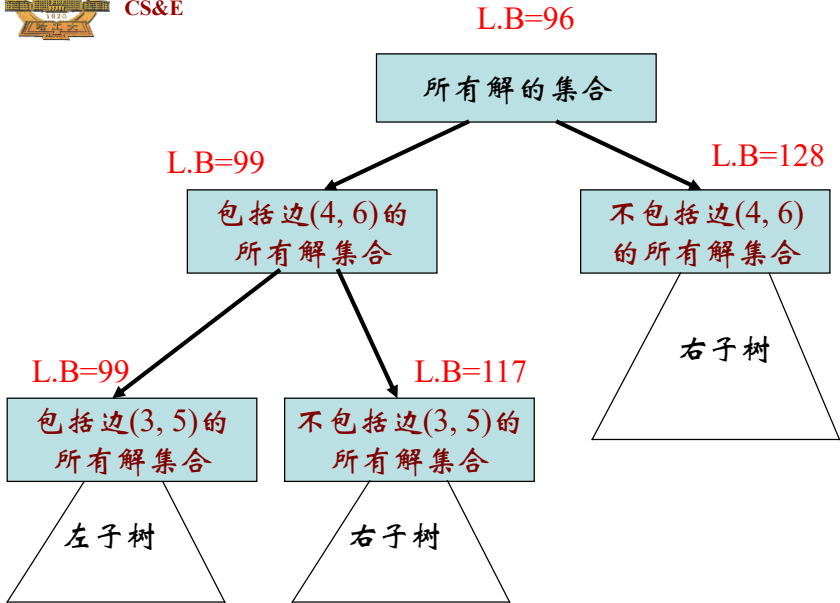 CS&E
1920
L.B=96
所有解的集合
L.B=99
L.B=128
包括边(4, 6)的
所有解集合
不包括边(4, 6)
的所有解集合
右子树
L.B=99
L.B=117
包括边(3, 5)的
所有解集合
不包括边(3, 5)的
所有解集合
左子树
右子树